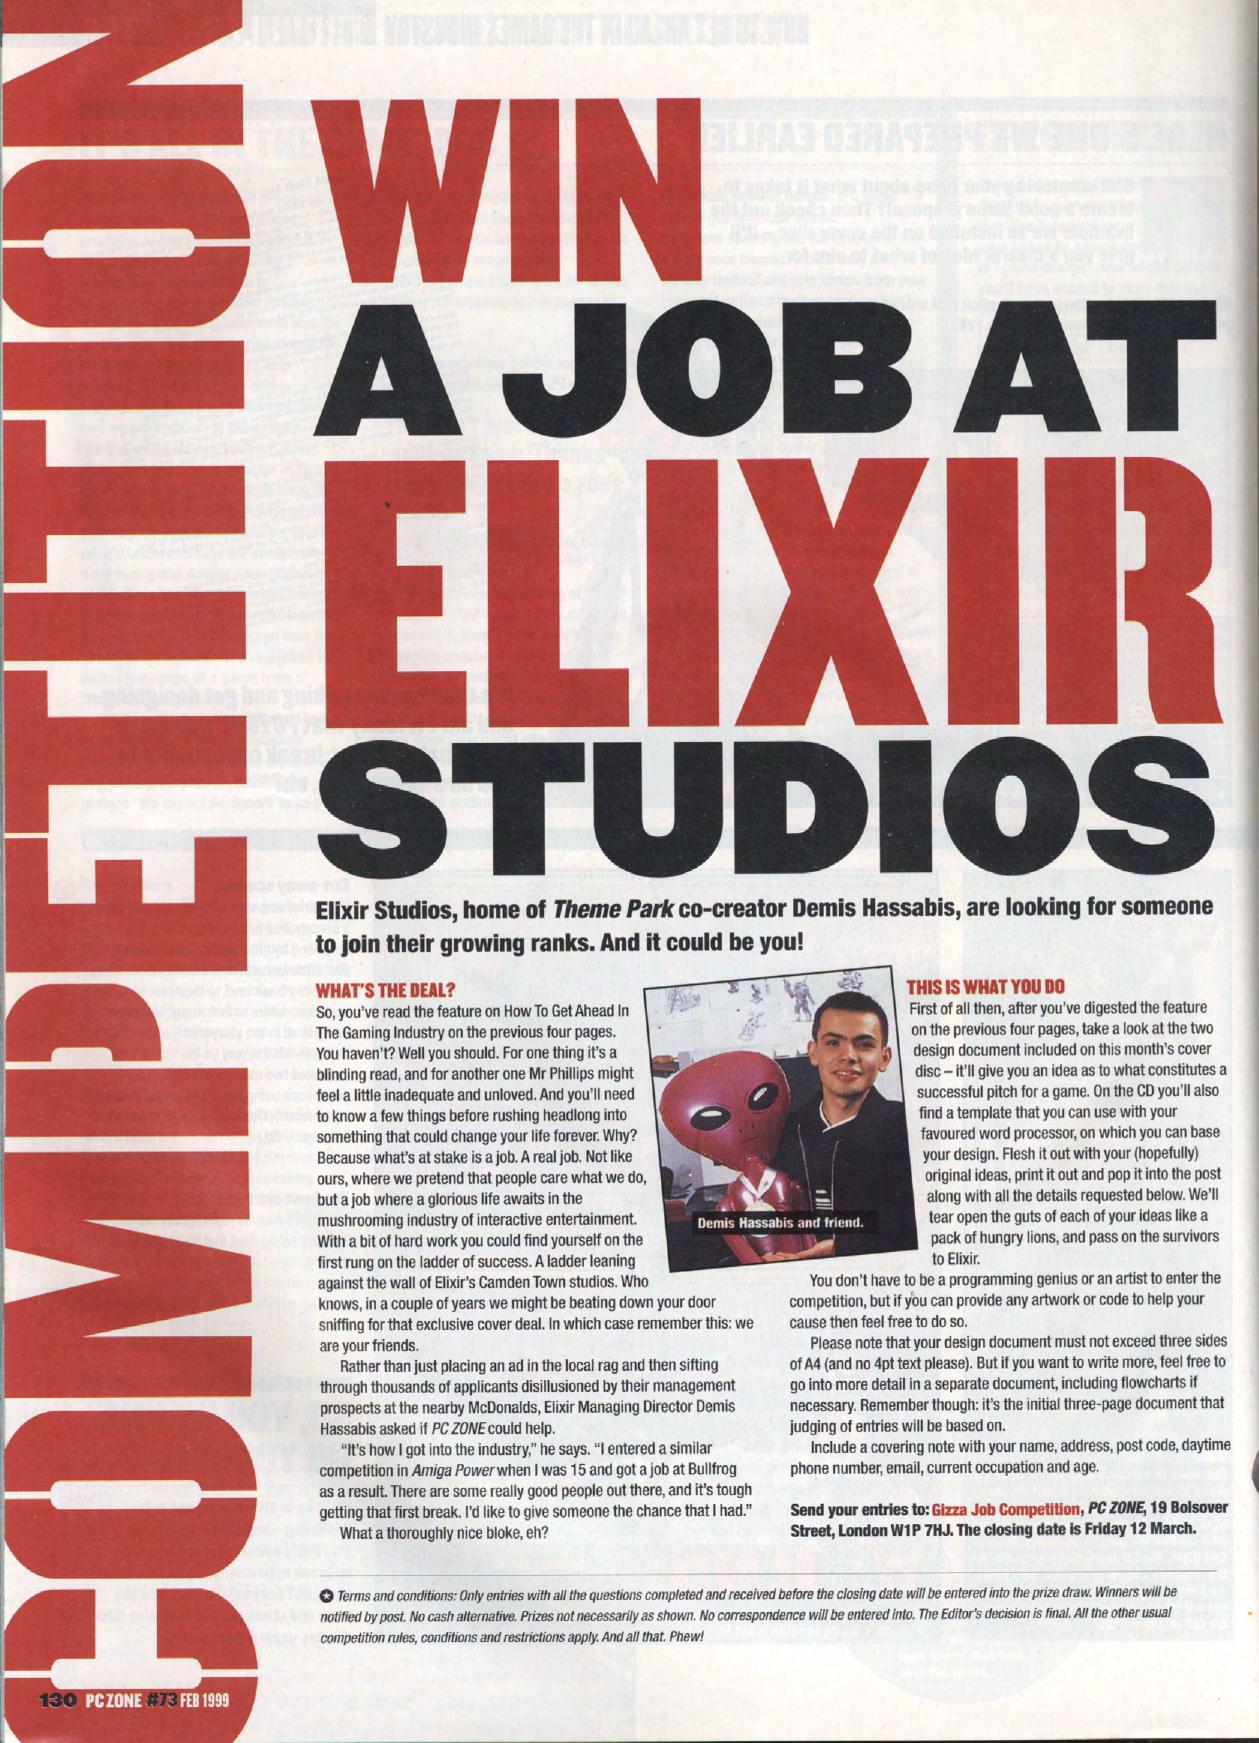 COMPETITION
WIN
A JOB AT
ELIXIR
STUDIOS
Elixir Studios, home of Theme Park co-creator Demis Hassabis, are looking for someone
to join their growing ranks. And it could be you!
WHAT'S THE DEAL?
So, you've read the feature on How To Get Ahead In
The Gaming Industry on the previous four pages.
You haven't? Well you should. For one thing it's a
blinding read, and for another one Mr Phillips might
feel a little inadequate and unloved. And you'll need
to know a few things before rushing headlong into
something that could change your life forever. Why?
Because what's at stake is a job. A real job. Not like
ours, where we pretend that people care what we do,
but a job where a glorious life awaits in the
mushrooming industry of interactive entertainment.
With a bit of hard work you could find yourself on the
first rung on the ladder of success. A ladder leaning
against the wall of Elixir's Camden Town studios. Who
knows, in a couple of years we might be beating down your door
sniffing for that exclusive cover deal. In which case remember this: we
are your friends.
Rather than just placing an ad in the local rag and then sifting
through thousands of applicants disillusioned by their management
prospects at the nearby McDonalds, Elixir Managing Director Demis
Hassabis asked if PC ZONE could help.
"It's how I got into the industry," he says. "I entered a similar
competition in Amiga Power when I was 15 and got a job at Bullfrog
as a result. There are some really good people out there, and it's tough
getting that first break. I'd like to give someone the chance that I had."
What a thoroughly nice bloke, eh?
Demis Hassabis and friend.
THIS IS WHAT YOU DO
First of all then, after you've digested the feature
on the previous four pages, take a look at the two
design document included on this month's cover
disc – it'll give you an idea as to what constitutes a
successful pitch for a game. On the CD you'll also
find a template that you can use with your
favoured word processor, on which you can base
your design. Flesh it out with your (hopefully)
original ideas, print it out and pop it into the post
along with all the details requested below. We'll
tear open the guts of each of your ideas like a
pack of hungry lions, and pass on the survivors
to Elixir.
You don't have to be a programming genius or an artist to enter the
competition, but if you can provide any artwork or code to help your
cause then feel free to do so.
Please note that your design document must not exceed three sides
of A4 (and no 4pt text please). But if you want to write more, feel free to
go into more detail in a separate document, including flowcharts if
necessary. Remember though: it's the initial three-page document that
judging of entries will be based on.
Include a covering note with your name, address, post code, daytime
phone number, email, current occupation and age.
Send your entries to: Gizza Job Competition, PC ZONE, 19 Bolsover
Street, London W1P 7HJ. The closing date is Friday 12 March.
Terms and conditions: Only entries with all the questions completed and received before the closing date will be entered into the prize draw. Winners will be
notified by post. No cash alternative. Prizes not necessarily as shown. No correspondence will be entered into. The Editor's decision is final. All the other usual
competition rules, conditions and restrictions apply. And all that. Phew!
130 PC ZONE #73 FEB 1999